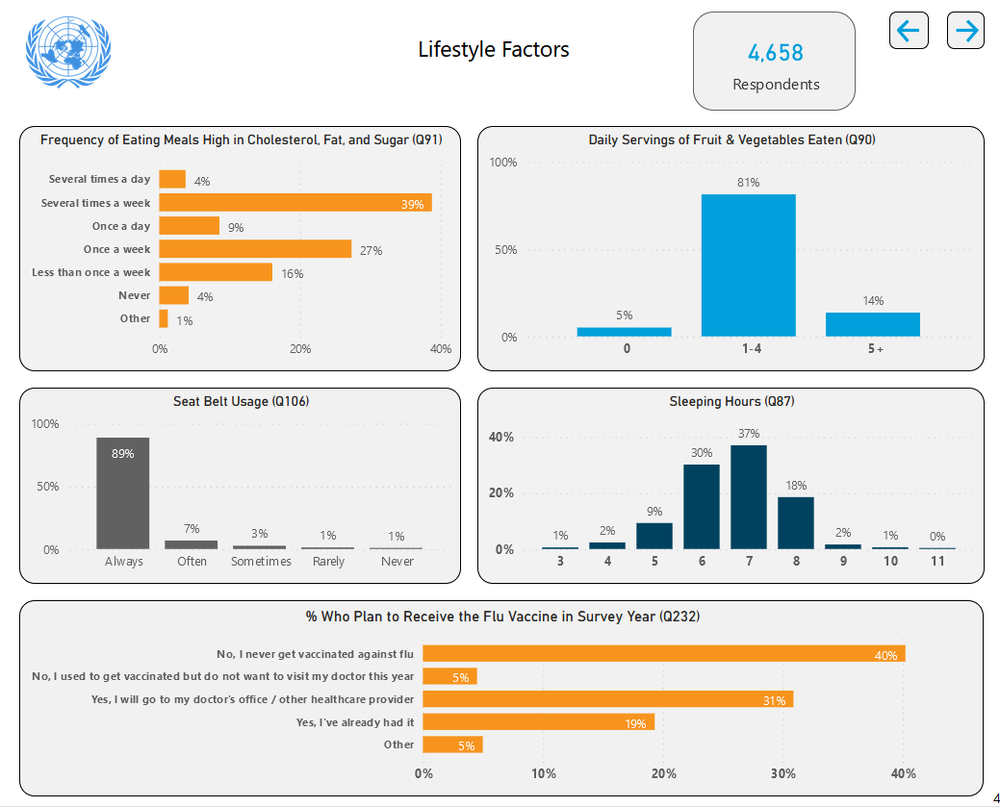 Lifestyle Factors
4,658
Respondents
Frequency of Eating Meals High in Cholesterol, Fat, and Sugar (Q91)
Several times a day 4%
Several times a week 39%
Once a day 9%
Once a week 27%
Less than once a week 16%
Never 4%
Other 1%
0% 20% 40%
Daily Servings of Fruit & Vegetables Eaten (Q90)
100%
81%
50%
14%
5%
0%
0 1-4 5+
Seat Belt Usage (Q106)
100%
89%
50%
7% 3% 1% 1%
0%
Always Often Sometimes Rarely Never
Sleeping Hours (Q87)
40%
37%
30%
20%
18%
9%
1% 2% 2% 1% 0%
0%
3 4 5 6 7 8 9 10 11
% Who Plan to Receive the Flu Vaccine in Survey Year (Q232)
No, I never get vaccinated against flu 40%
No, I used to get vaccinated but do not want to visit my doctor this year 5%
Yes, I will go to my doctor's office / other healthcare provider 31%
Yes, I've already had it 19%
Other 5%
0% 10% 20% 30% 40%
4